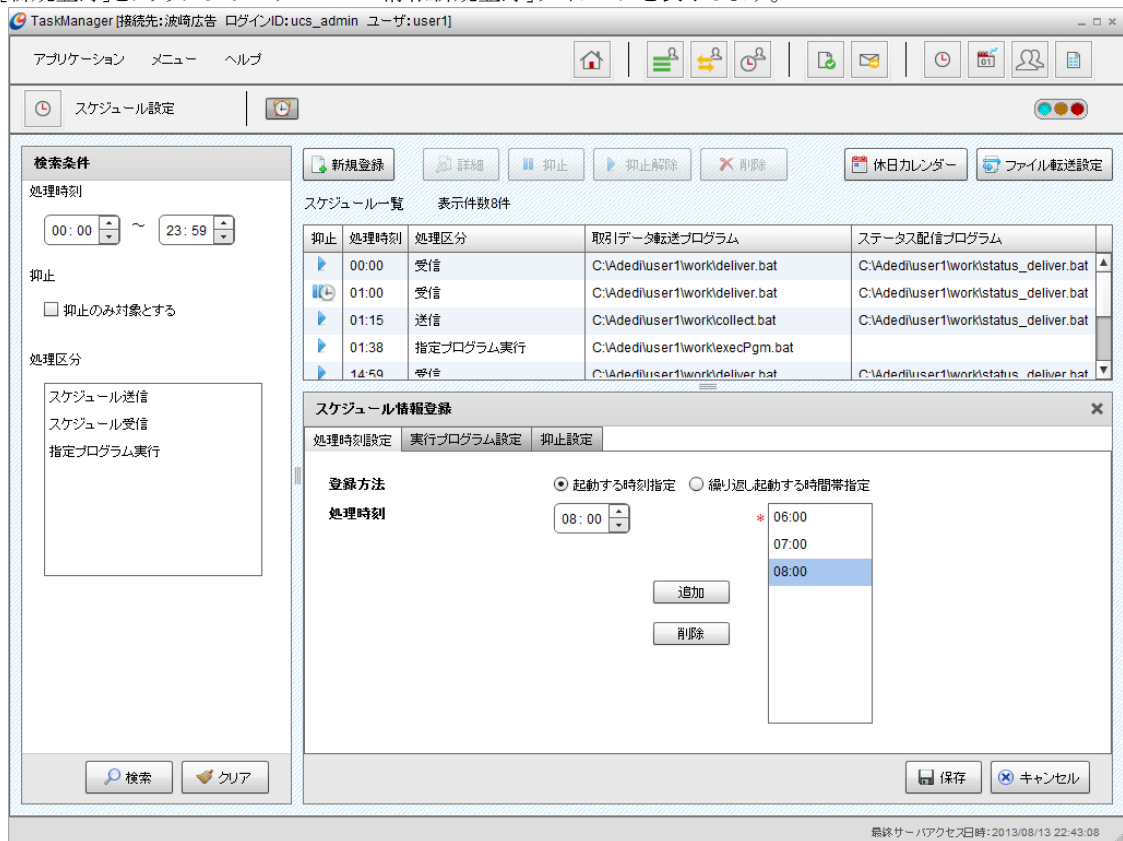 TaskManager [接続先:波崎広告 ログインID:ucs_admin ユーザ:user1]
アプリケーション メニュー ヘルプ
01
スケジュール設定
検索条件
処理時刻
00:00 ～ 23:59
抑止
抑止のみ対象とする
処理区分
スケジュール送信
スケジュール受信
指定プログラム実行
検索 クリア
新規登録 詳細 抑止 抑止解除 削除 休日カレンダー ファイル転送設定
スケジュール一覧 表示件数8件
抑止 処理時刻 処理区分 取引データ転送プログラム ステータス配信プログラム
00:00 受信 C:\Adedi\user1\work\deliver.bat C:\Adedi\user1\work\status_deliver.bat
01:00 受信 C:\Adedi\user1\work\deliver.bat C:\Adedi\user1\work\status_deliver.bat
01:15 送信 C:\Adedi\user1\work\collect.bat C:\Adedi\user1\work\status_deliver.bat
01:38 指定プログラム実行 C:\Adedi\user1\work\execPgm.bat
14:59 受信 C:\Adedi\user1\work\deliver.bat C:\Adedi\user1\work\status_deliver.bat
スケジュール情報登録
処理時刻設定 実行プログラム設定 抑止設定
登録方法 起動する時刻指定 繰り返し起動する時間帯指定
処理時刻 08:00 * 06:00
07:00
08:00
追加
削除
保存 キャンセル
最終サーバアクセス日時:2013/08/13 22:43:08